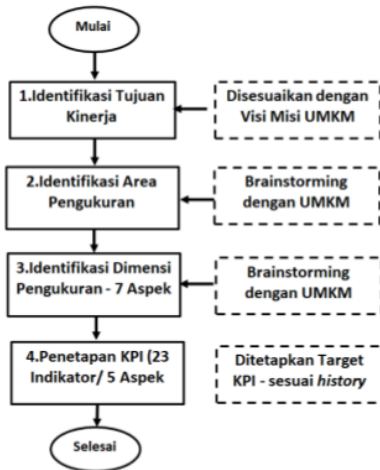 Mulai
1.Identifikasi Tujuan
Kinerja
Disesuaikan dengan
Visi Misi UMKM
2.Identifikasi Area
Pengukuran
Brainstorming
dengan UMKM
3.Identifikasi Dimensi
Pengukuran - 7 Aspek
Brainstorming
dengan UMKM
4.Penetapan KPI (23
Indikator/ 5 Aspek
Ditetapkan Target
KPI - sesuai history
Selesai